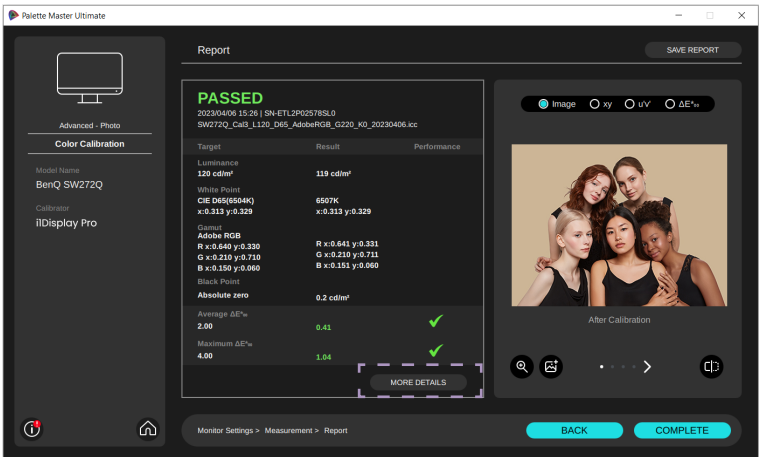 Palette Master Ultimate
Report
SAVE REPORT
Advanced - Photo
Color Calibration
Model Name
BenQ SW272Q
Calibrator
i1Display Pro
PASSED
2023/04/06 15:26 | SN-ETL2P02578SL0
SW272Q_Cal3_L120_D65_AdobeRGB_G220_K0_20230406.icc
Target Result Performance
Luminance
120 cd/m² 119 cd/m²
White Point
CIE D65(6504K) 6507K
x:0.313 y:0.329 x:0.313 y:0.329
Gamut
Adobe RGB
R x:0.640 y:0.330 R x:0.641 y:0.331
G x:0.210 y:0.710 G x:0.210 y:0.711
B x:0.150 y:0.060 B x:0.151 y:0.060
Black Point
Absolute zero 0.2 cd/m²
Average ΔE*₀₀
2.00 0.41
Maximum ΔE*₀₀
4.00 1.04
MORE DETAILS
Image xy u'v' ΔE*₀₀
After Calibration
Monitor Settings > Measurement > Report
BACK
COMPLETE